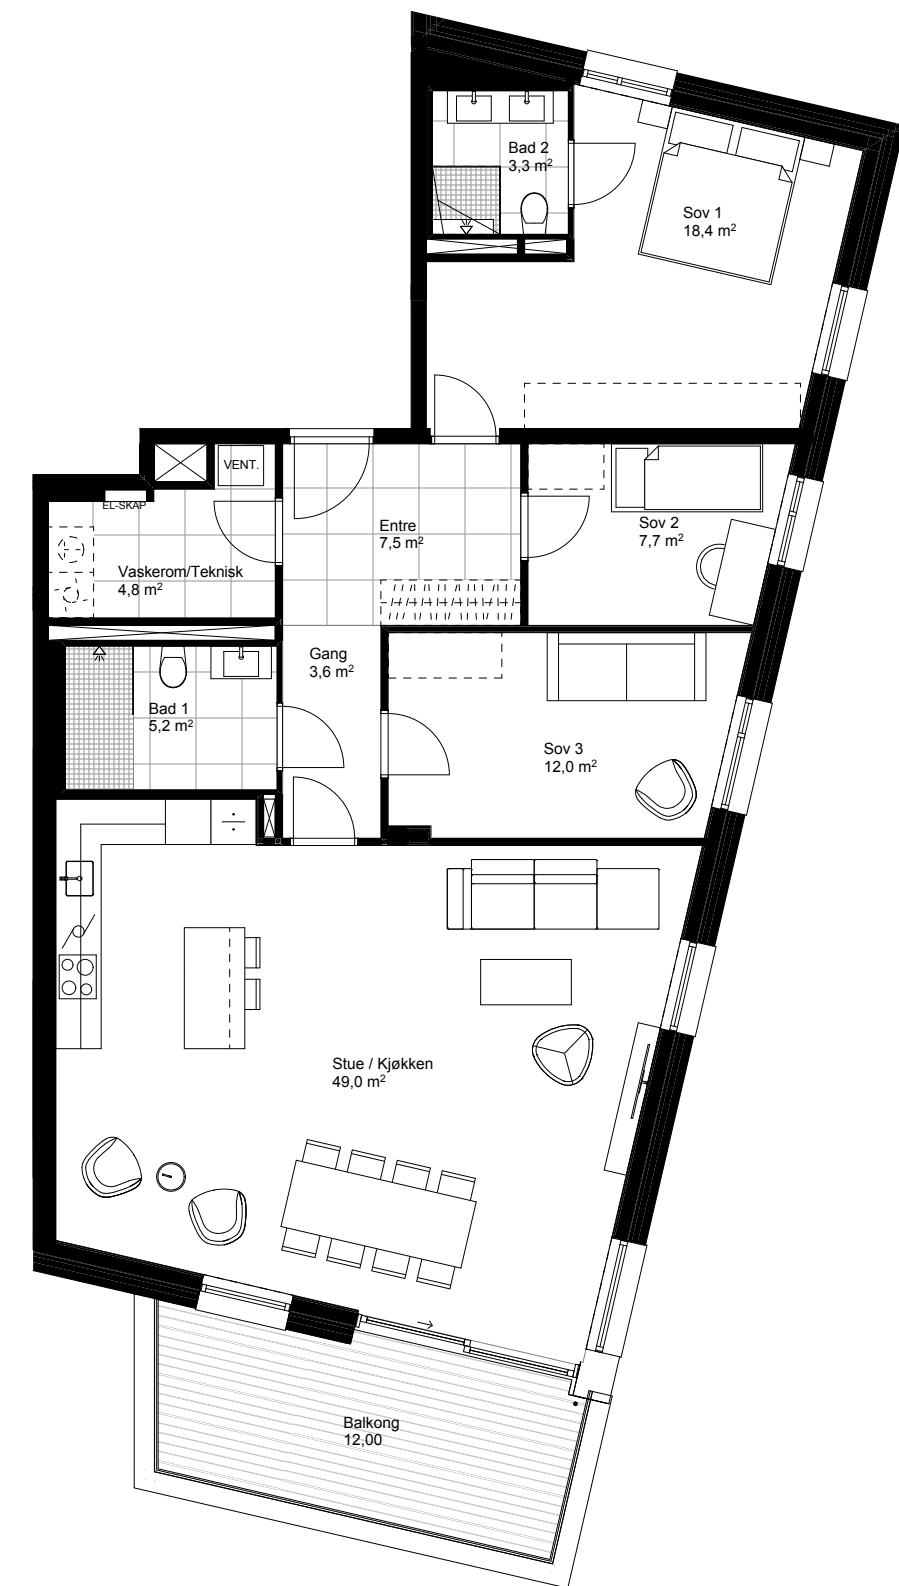 Bad 2
3,3 m²
Sov 1
18,4 m²
VENT.
EL-SKAP
Entre
7,5 m²
Sov 2
7,7 m²
Vaskerom/Teknisk
4,8 m²
Gang
3,6 m²
Bad 1
5,2 m²
Sov 3
12,0 m²
Stue / Kjøkken
49,0 m²
Balkong
12,00